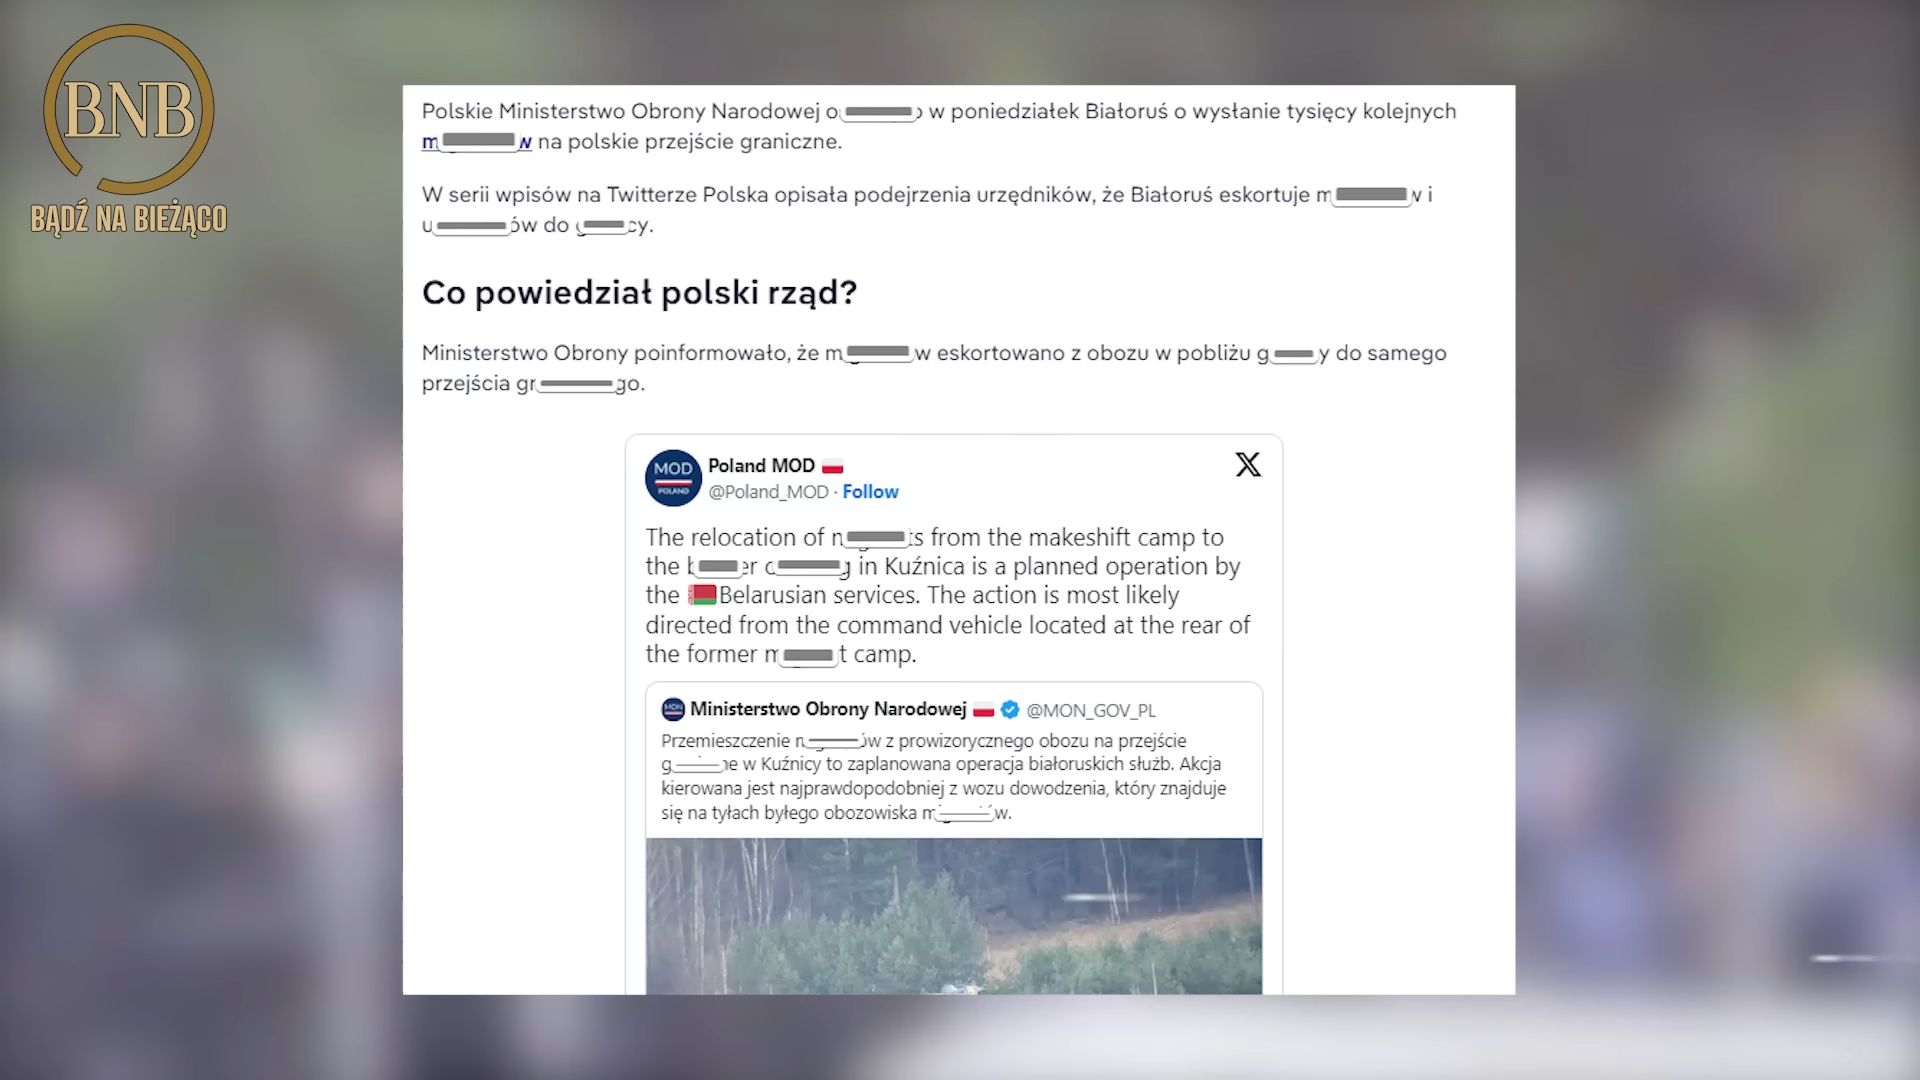 BNB
BĄDŹ NA BIEŻĄCO
Polskie Ministerstwo Obrony Narodowej w poniedziałek Białoruś o wysłanie tysięcy kolejnych
na polskie przejście graniczne.
W serii wpisów na Twitterze Polska opisała podejrzenia urzędników, że Białoruś eskortuje i
do
Co powiedział polski rząd?
Ministerstwo Obrony poinformowało, że eskortowano z obozu w pobliżu do samego
przejścia
MOD
POLAND
Poland MOD
@Poland_MOD · Follow
The relocation of from the makeshift camp to
the in Kuźnica is a planned operation by
the Belarusian services. The action is most likely
directed from the command vehicle located at the rear of
the former camp.
MON
Ministerstwo Obrony Narodowej @MON_GOV_PL
Przemieszczenie z prowizorycznego obozu na przejście
w Kuźnicy to zaplanowana operacja białoruskich służb. Akcja
kierowana jest najprawdopodobniej z wozu dowodzenia, który znajduje
się na tyłach byłego obozowiska